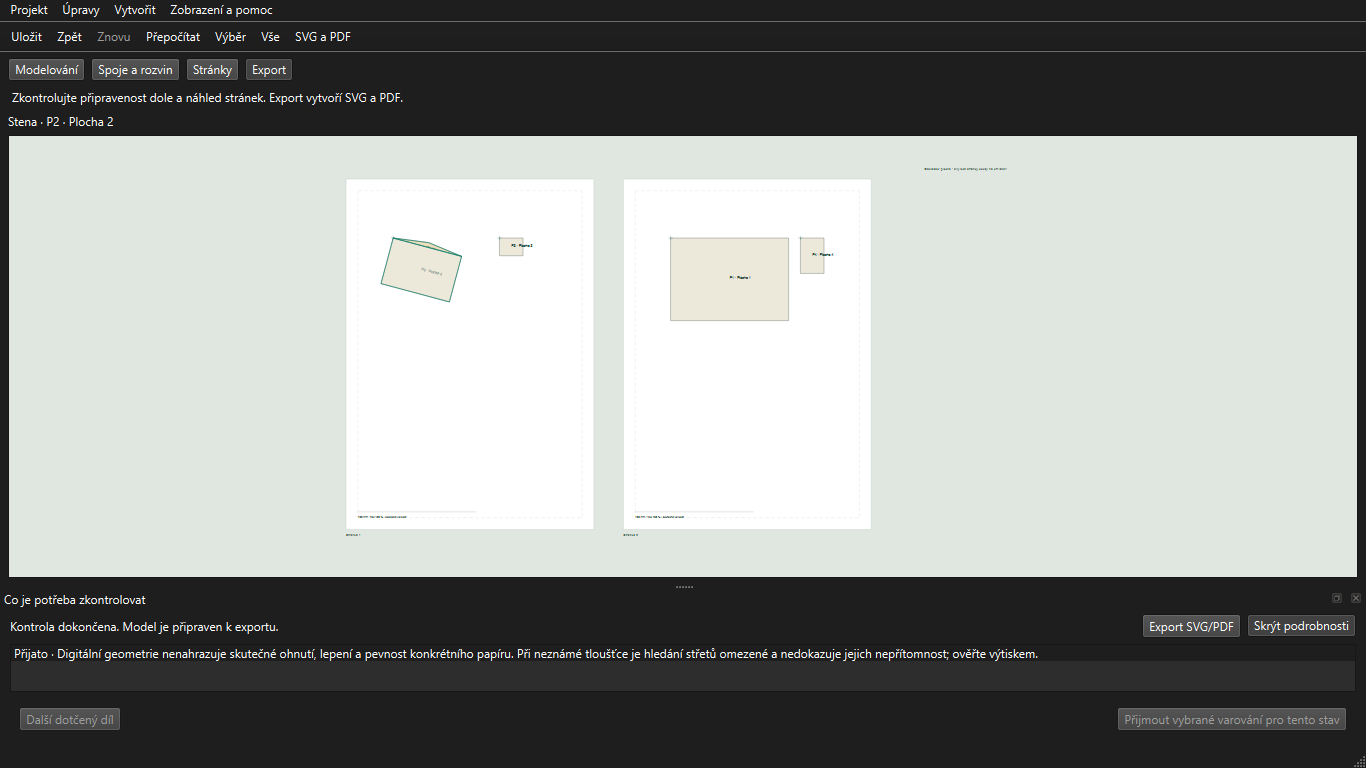 Projekt Úpravy Vytvořit Zobrazení a pomoc
Uložit Zpět Znovu Přepočítat Výběr Vše SVG a PDF
Modelování Spoje a rozvin Stránky Export
Zkontrolujte připravenost dole a náhled stránek. Export vytvoří SVG a PDF.
Stena · P2 · Plocha 2
Co je potřeba zkontrolovat
Kontrola dokončena. Model je připraven k exportu.
Export SVG/PDF Skrýt podrobnosti
Přijato · Digitální geometrie nenahrazuje skutečné ohnutí, lepení a pevnost konkrétního papíru. Při neznámé tloušťce je hledání střetů omezené a nedokazuje jejich nepřítomnost; ověřte výtiskem.
Další dotčený díl Přijmout vybrané varování pro tento stav